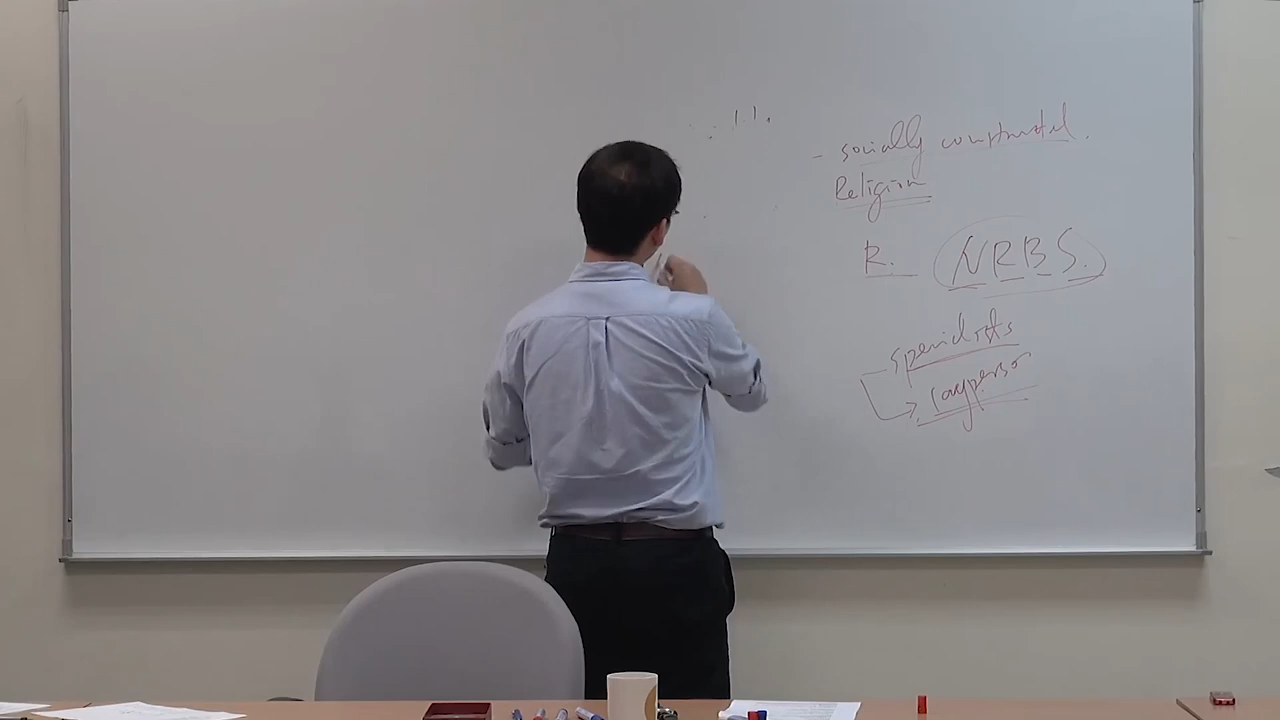 - socially constructed.
Religion
R. NRBS.
specialists
layperson